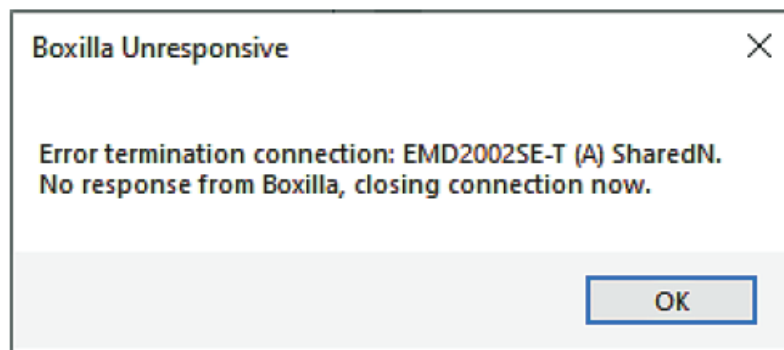 Boxilla Unresponsive
Error termination connection: EMD2002SE-T (A) SharedN.
No response from Boxilla, closing connection now.
OK